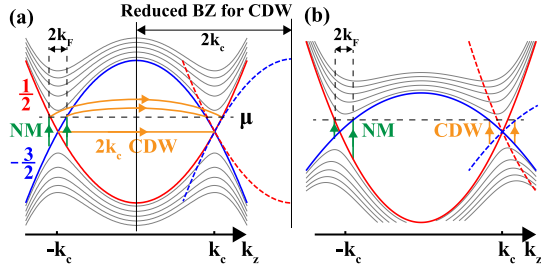 (a)
Reduced BZ for CDW
2k_F
2k_c
1/2
NM
-3/2
2k_c CDW
μ
-k_c
k_c
k_z
(b)
2k_F
NM
CDW
-k_c
k_c
k_z